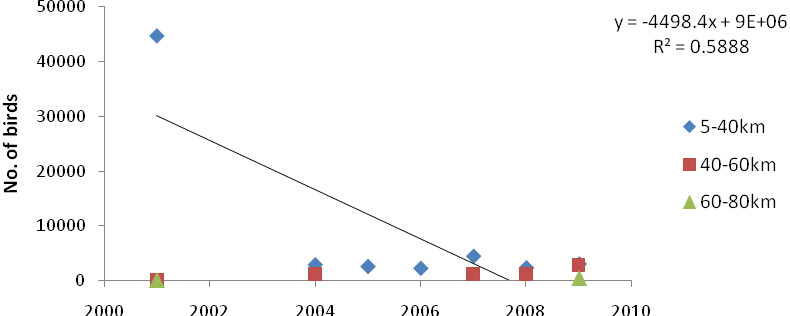 50000
y = -4498.4x + 9E+06
R² = 0.5888
40000
30000
No. of birds
5-40km
40-60km
20000
60-80km
10000
0
2000 2002 2004 2006 2008 2010